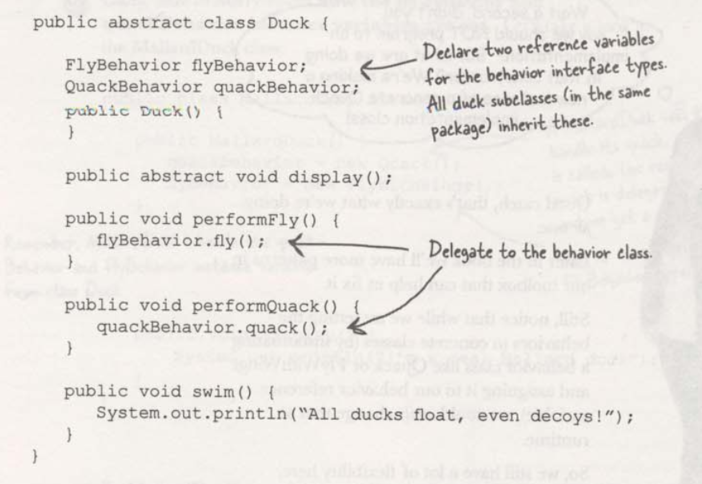 public abstract class Duck {
FlyBehavior flyBehavior;
QuackBehavior quackBehavior;
public Duck() {
}
Declare two reference variables
for the behavior interface types.
All duck subclasses (in the same
package) inherit these.
public abstract void display();
public void performFly() {
flyBehavior.fly();
}
Delegate to the behavior class.
public void performQuack() {
quackBehavior.quack();
}
public void swim() {
System.out.println("All ducks float, even decoys!");
}
}